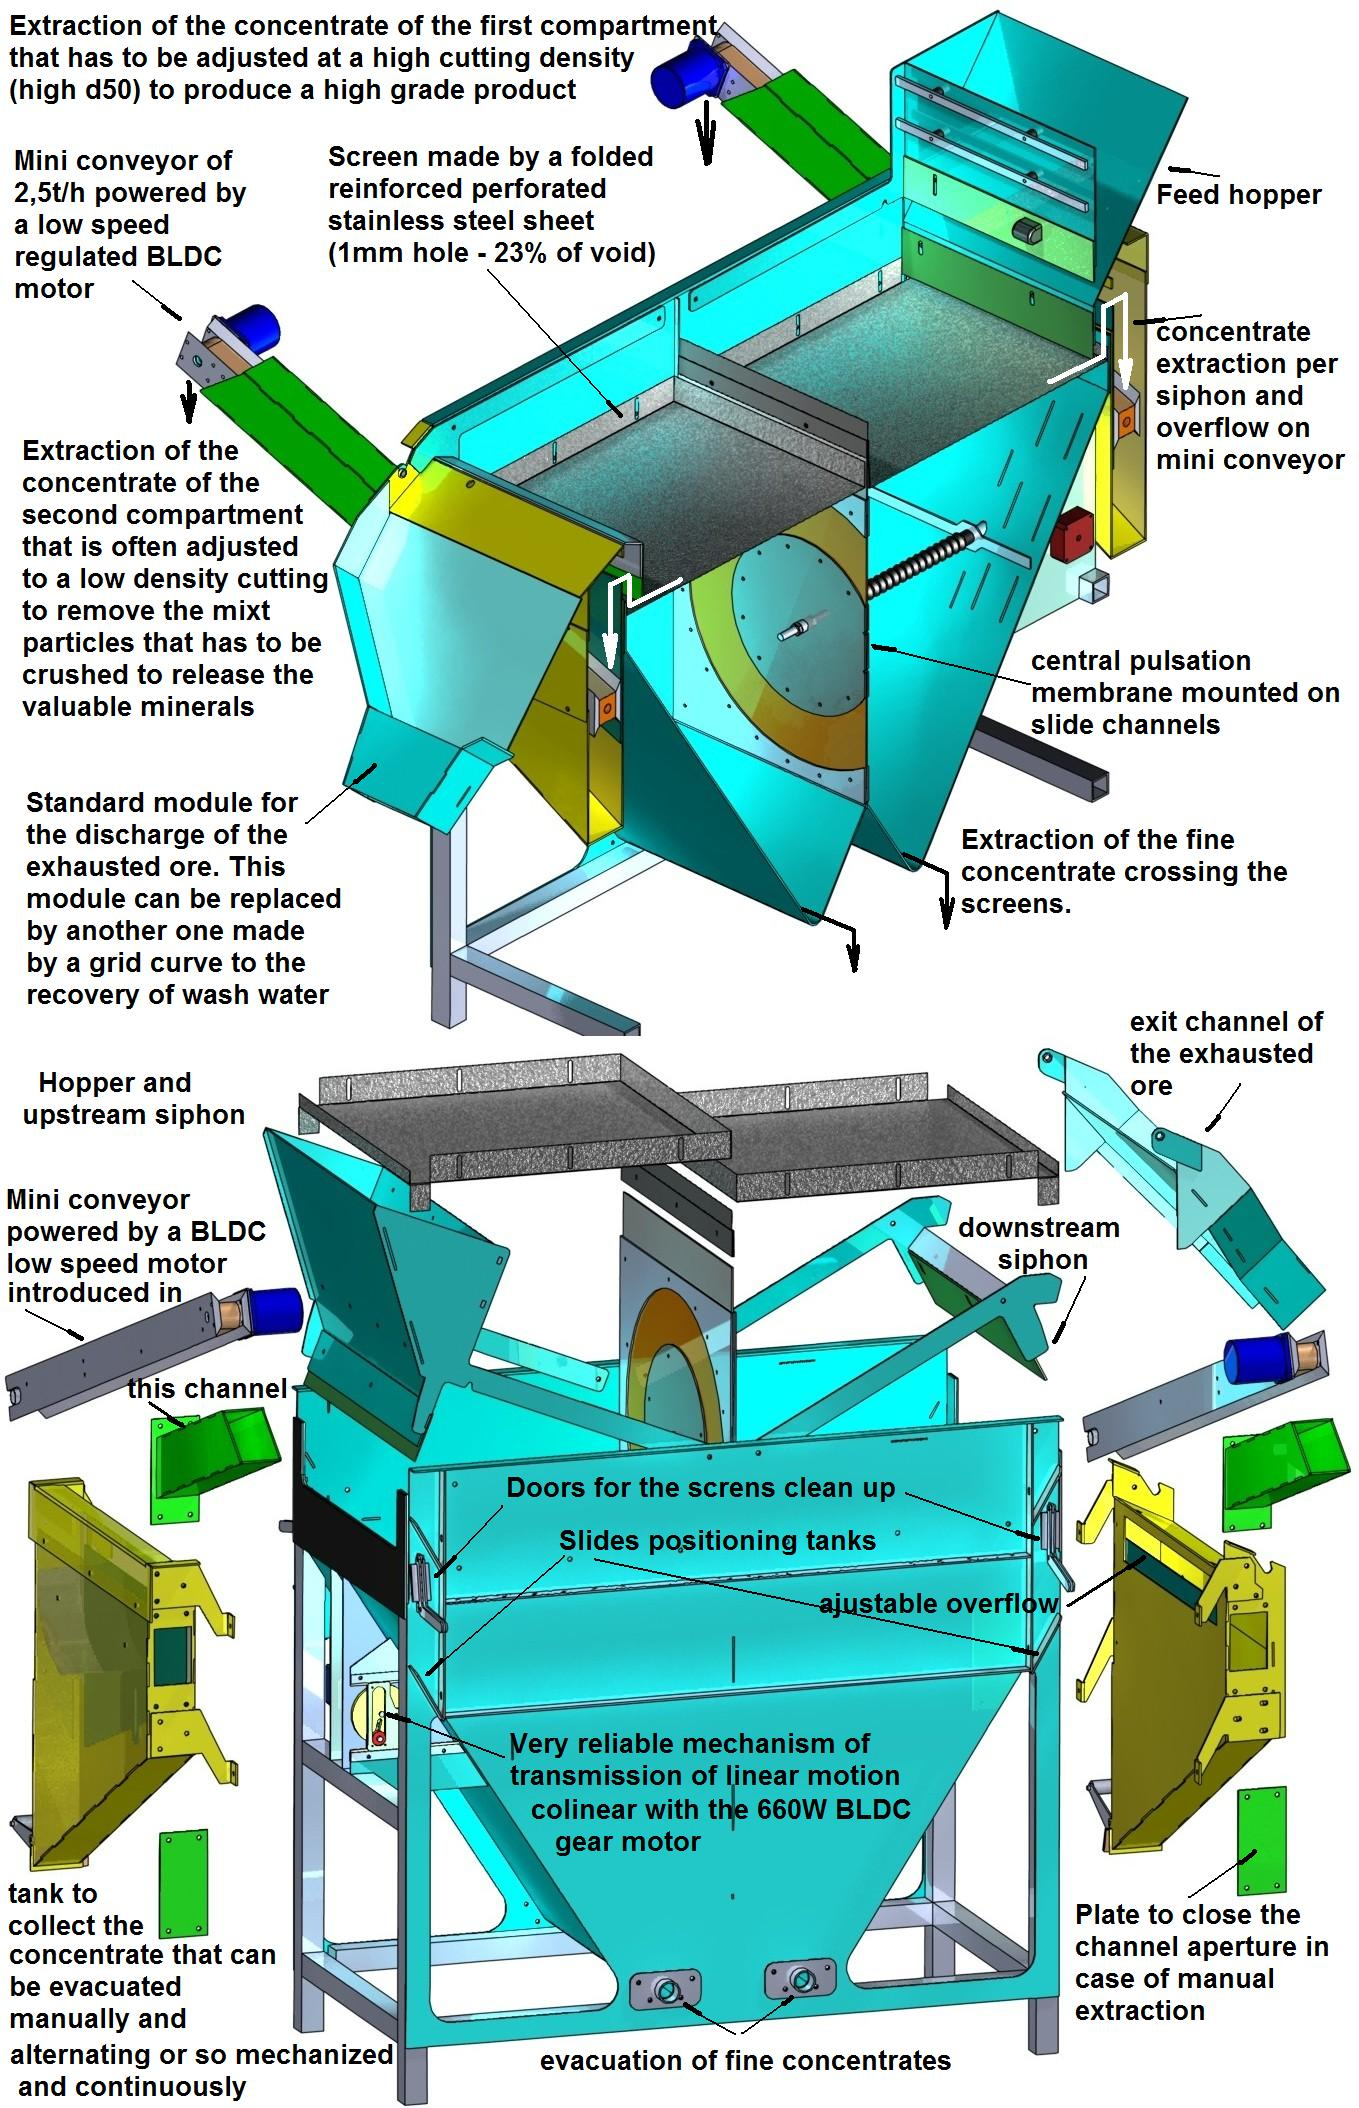 Extraction of the concentrate of the first compartment
that has to be adjusted at a high cutting density
(high d50) to produce a high grade product
Mini conveyor of
2,5t/h powered by
a low speed
regulated BLDC
motor
Screen made by a folded
reinforced perforated
stainless steel sheet
(1mm hole - 23% of void)
Feed hopper
concentrate
extraction per
siphon and
overflow on
mini conveyor
Extraction of the
concentrate of the
second compartment
that is often adjusted
to a low density cutting
to remove the mixt
particles that has to be
crushed to release the
valuable minerals
central pulsation
membrane mounted on
slide channels
Standard module for
the discharge of the
exhausted ore. This
module can be replaced
by another one made
by a grid curve to the
recovery of wash water
Extraction of the fine
concentrate crossing the
screens.
exit channel of
the exhausted
ore
Hopper and
upstream siphon
Mini conveyor
powered by a BLDC
low speed motor
introduced in
this channel
downstream
siphon
Doors for the screns clean up
Slides positioning tanks
ajustable overflow
Very reliable mechanism of
transmission of linear motion
colinear with the 660W BLDC
gear motor
tank to
collect the
concentrate that can
be evacuated
manually and
alternating or so mechanized
and continuously
Plate to close the
channel aperture in
case of manual
extraction
evacuation of fine concentrates